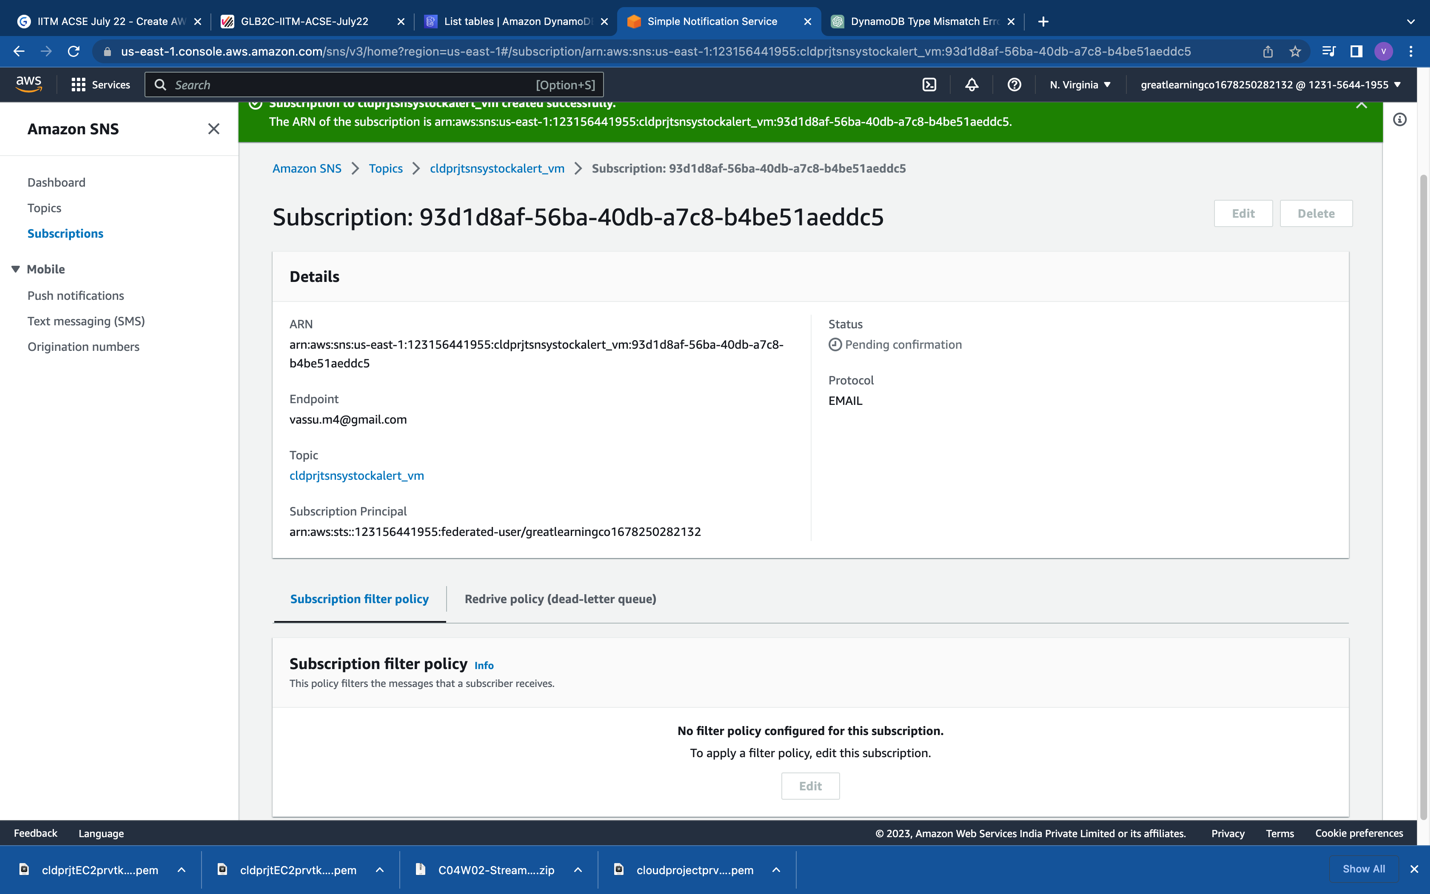 IITM ACSE July 22 - Create AW
GLB2C-IITM-ACSE-July22
List tables | Amazon DynamoD
Simple Notification Service
DynamoDB Type Mismatch Erro
us-east-1.console.aws.amazon.com/sns/v3/home?region=us-east-1#/subscription/arn:aws:sns:us-east-1:123156441955:cldprjtsnsystockalert_vm:93d1d8af-56ba-40db-a7c8-b4be51aeddc5
V
aws
Services
Search
[Option+S]
N. Virginia
greatlearningco1678250282132 @ 1231-5644-1955
Amazon SNS
Dashboard
Topics
Subscriptions
Mobile
Push notifications
Text messaging (SMS)
Origination numbers
Subscription to cldprjtsnsystockalert_vm created successfully.
The ARN of the subscription is arn:aws:sns:us-east-1:123156441955:cldprjtsnsystockalert_vm:93d1d8af-56ba-40db-a7c8-b4be51aeddc5.
Amazon SNS > Topics > cldprjtsnsystockalert_vm > Subscription: 93d1d8af-56ba-40db-a7c8-b4be51aeddc5
Subscription: 93d1d8af-56ba-40db-a7c8-b4be51aeddc5
Edit
Delete
Details
ARN
arn:aws:sns:us-east-1:123156441955:cldprjtsnsystockalert_vm:93d1d8af-56ba-40db-a7c8-
b4be51aeddc5
Endpoint
vassu.m4@gmail.com
Topic
cldprjtsnsystockalert_vm
Subscription Principal
arn:aws:sts::123156441955:federated-user/greatlearningco1678250282132
Status
Pending confirmation
Protocol
EMAIL
Subscription filter policy
Redrive policy (dead-letter queue)
Subscription filter policy Info
This policy filters the messages that a subscriber receives.
No filter policy configured for this subscription.
To apply a filter policy, edit this subscription.
Edit
Feedback
Language
© 2023, Amazon Web Services India Private Limited or its affiliates.
Privacy
Terms
Cookie preferences
cldprjtEC2prvtk....pem
cldprjtEC2prvtk....pem
C04W02-Stream....zip
cloudprojectprv....pem
Show All